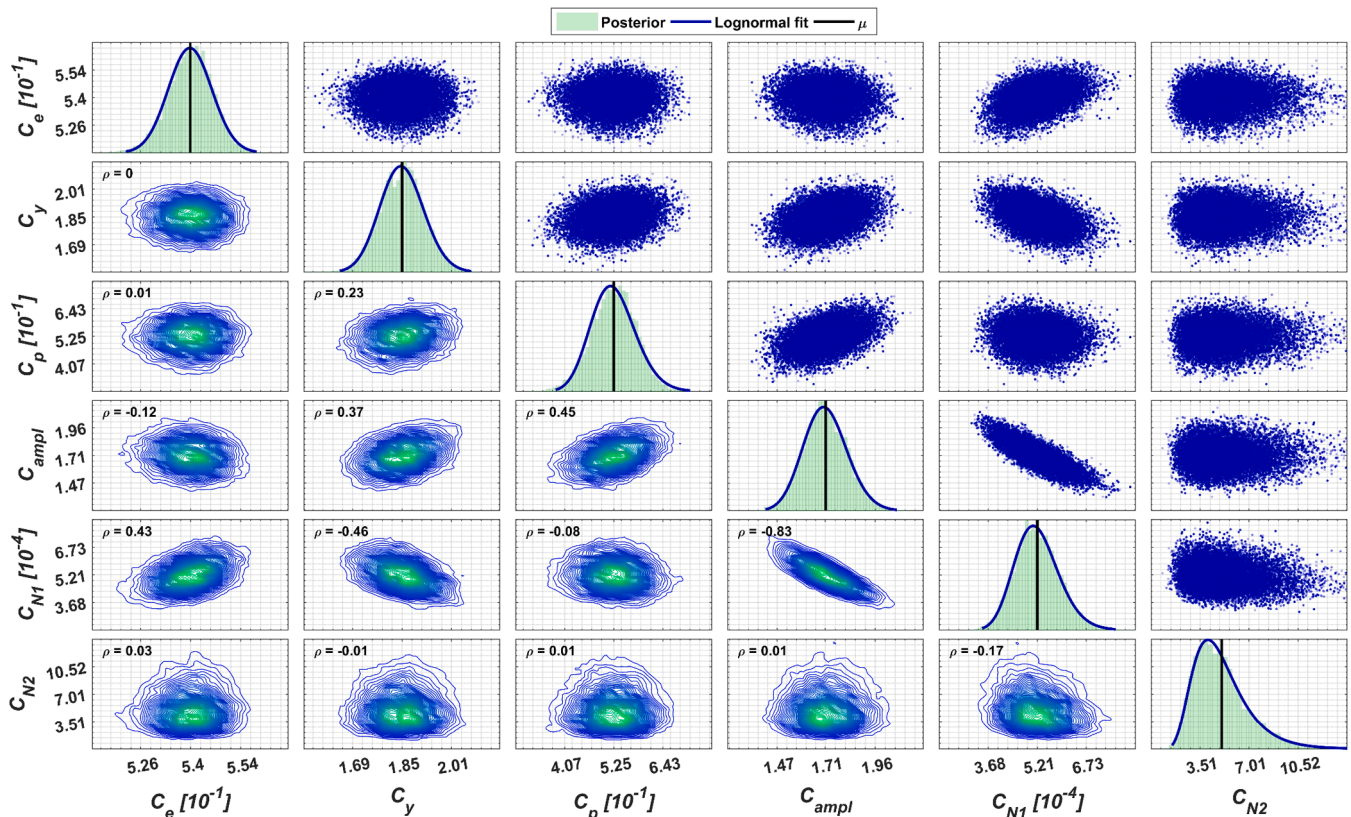 Posterior Lognormal fit μ
C_e [10^-1]
5.54
5.4
5.26
C_y
2.01
1.85
1.69
ρ = 0
C_p [10^-1]
6.43
5.25
4.07
ρ = 0.01
ρ = 0.23
C_ampl
1.96
1.71
1.47
ρ = -0.12
ρ = 0.37
ρ = 0.45
C_N1 [10^-4]
6.73
5.21
3.68
ρ = 0.43
ρ = -0.46
ρ = -0.08
ρ = -0.83
C_N2
10.52
7.01
3.51
ρ = 0.03
ρ = -0.01
ρ = 0.01
ρ = 0.01
ρ = -0.17
5.26 5.4 5.54
1.69 1.85 2.01
4.07 5.25 6.43
1.47 1.71 1.96
3.68 5.21 6.73
3.51 7.01 10.52
C_e [10^-1]
C_y
C_p [10^-1]
C_ampl
C_N1 [10^-4]
C_N2